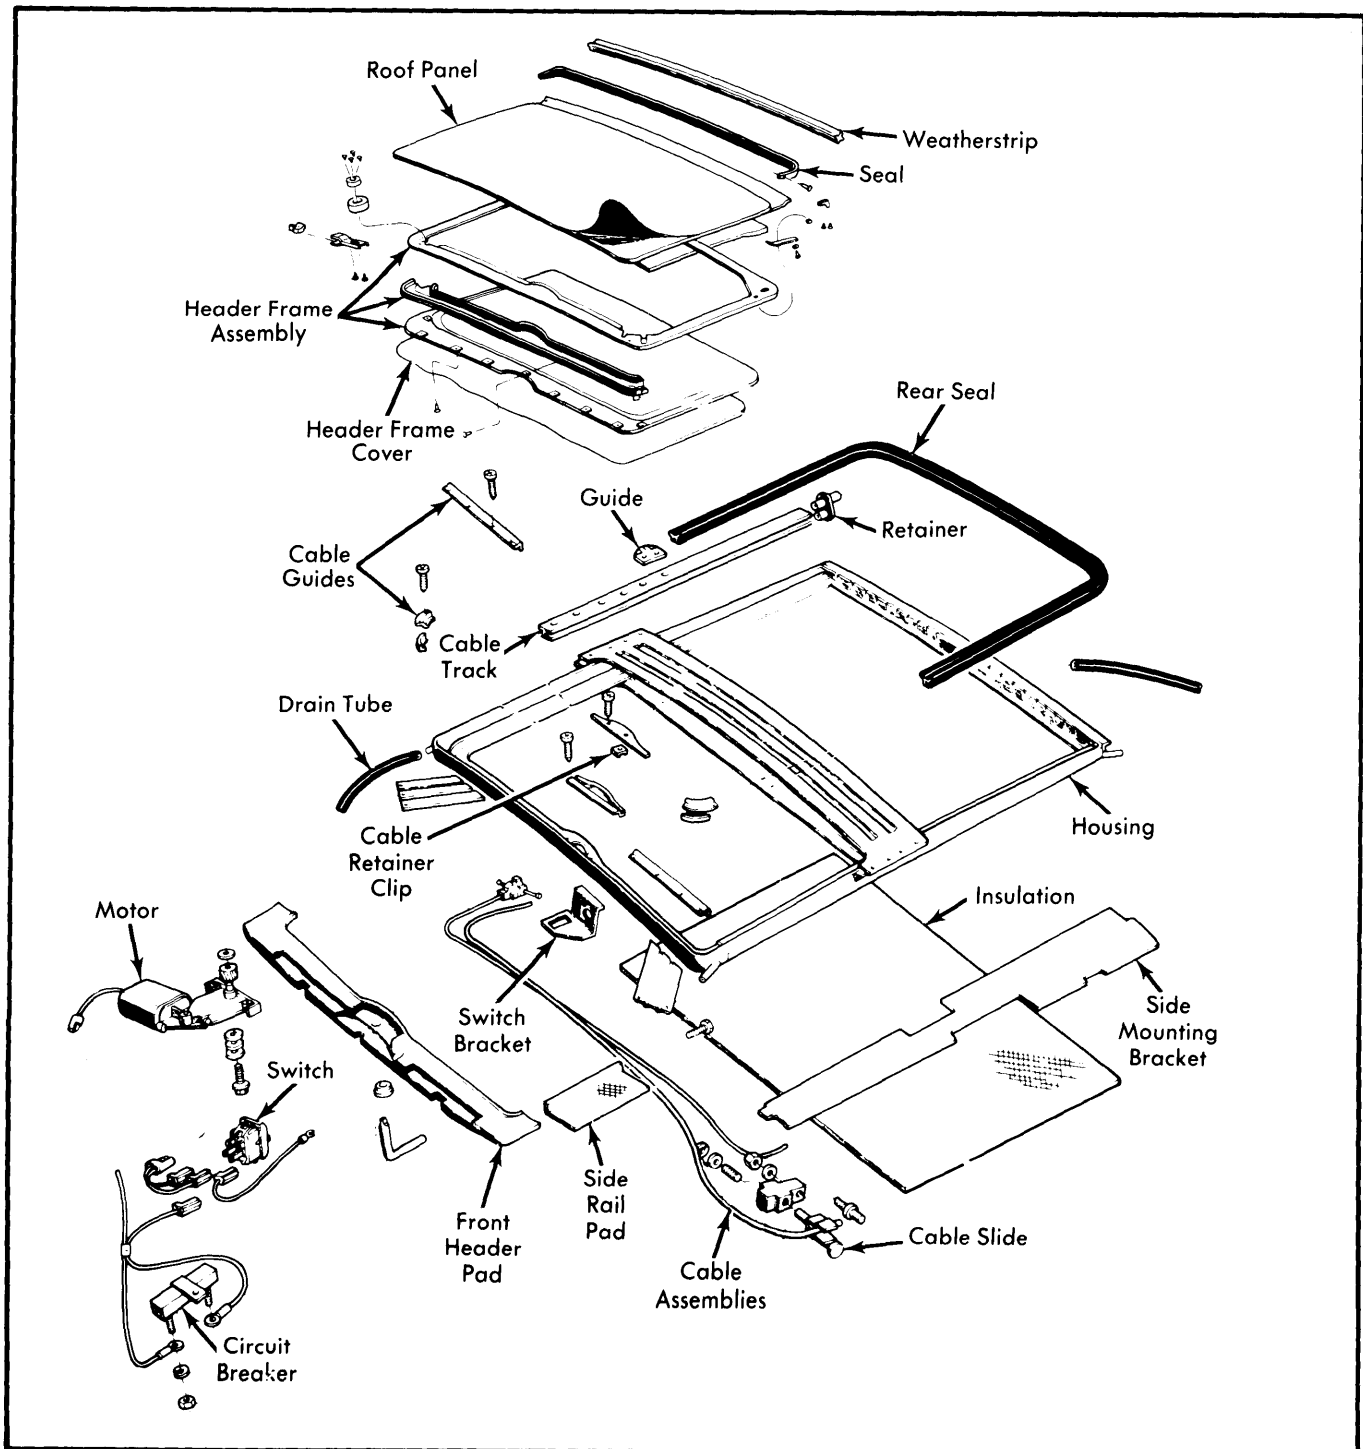 Roof Panel
Weatherstrip
Seal
Header Frame
Assembly
Header Frame
Cover
Rear Seal
Guide
Retainer
Cable
Guides
Cable
Track
Drain Tube
Housing
Cable
Retainer
Clip
Insulation
Motor
Switch
Bracket
Side
Mounting
Bracket
Switch
Side
Rail
Pad
Front
Header
Pad
Cable Slide
Cable
Assemblies
Circuit
Breaker